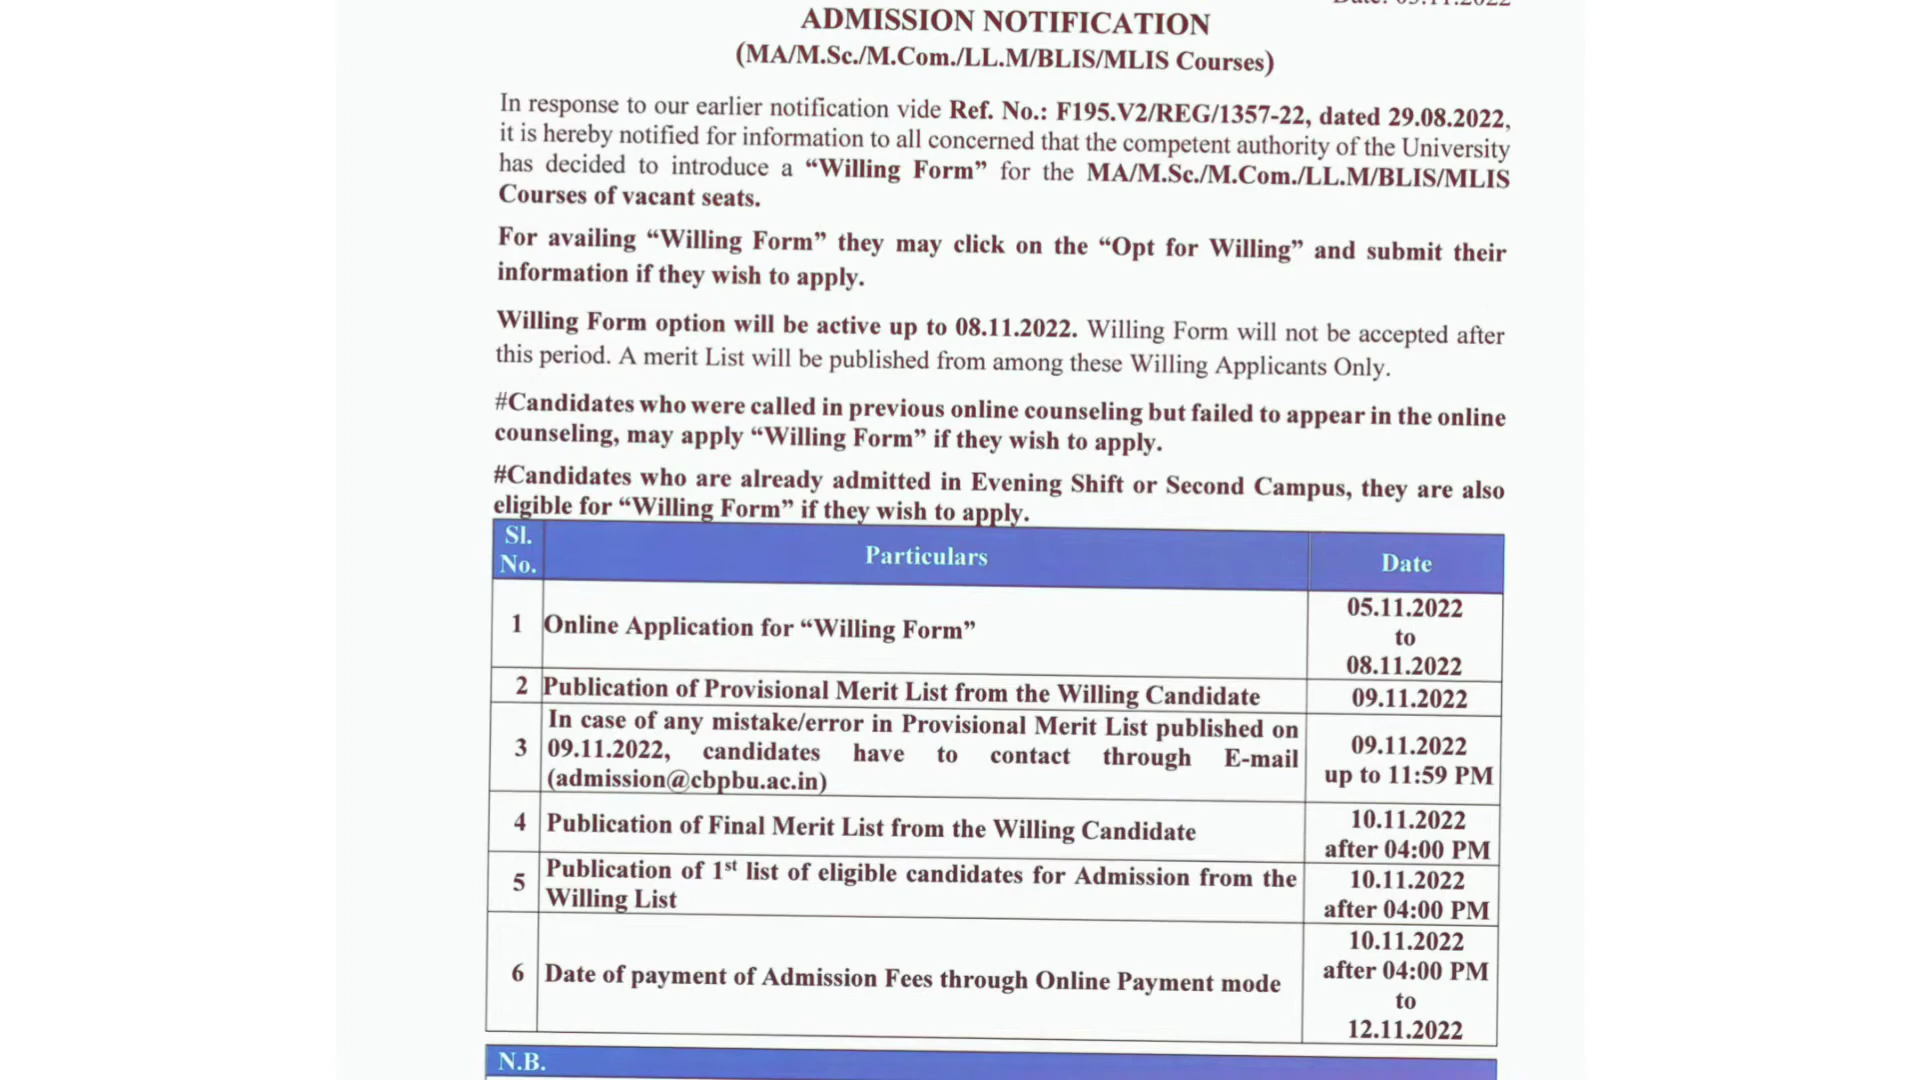 Date: 05.11.2022
ADMISSION NOTIFICATION
(MA/M.Sc./M.Com./LL.M/BLIS/MLIS Courses)
In response to our earlier notification vide Ref. No.: F195.V2/REG/1357-22, dated 29.08.2022,
it is hereby notified for information to all concerned that the competent authority of the University
has decided to introduce a “Willing Form” for the MA/M.Sc./M.Com./LL.M/BLIS/MLIS
Courses of vacant seats.
For availing “Willing Form” they may click on the “Opt for Willing” and submit their
information if they wish to apply.
Willing Form option will be active up to 08.11.2022. Willing Form will not be accepted after
this period. A merit List will be published from among these Willing Applicants Only.
#Candidates who were called in previous online counseling but failed to appear in the online
counseling, may apply “Willing Form” if they wish to apply.
#Candidates who are already admitted in Evening Shift or Second Campus, they are also
eligible for “Willing Form” if they wish to apply.
Sl.
No.
Particulars
Date
1
Online Application for “Willing Form”
05.11.2022
to
08.11.2022
2
Publication of Provisional Merit List from the Willing Candidate
09.11.2022
3
In case of any mistake/error in Provisional Merit List published on
09.11.2022, candidates have to contact through E-mail
(admission@cbpbu.ac.in)
09.11.2022
up to 11:59 PM
4
Publication of Final Merit List from the Willing Candidate
10.11.2022
after 04:00 PM
5
Publication of 1st list of eligible candidates for Admission from the
Willing List
10.11.2022
after 04:00 PM
6
Date of payment of Admission Fees through Online Payment mode
10.11.2022
after 04:00 PM
to
12.11.2022
N.B.